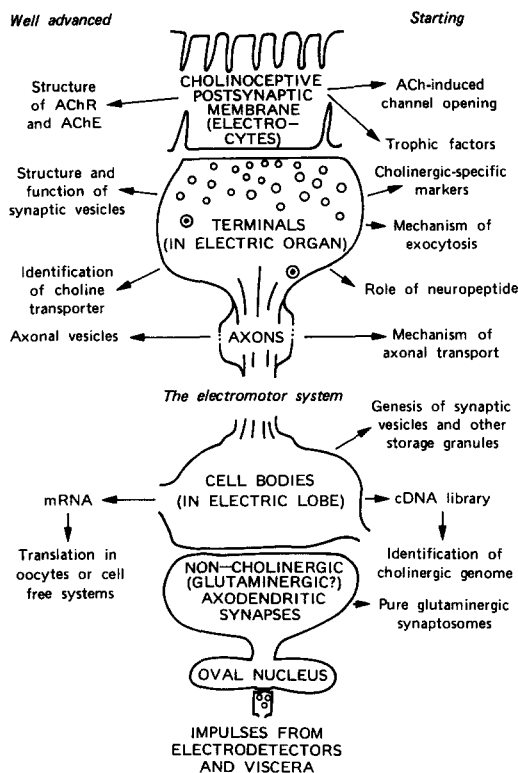 Well advanced
Starting
CHOLINOCEPTIVE
POSTSYNAPTIC
MEMBRANE
(ELECTRO-
CYTES)
Structure
of AChR
and AChE
ACh-induced
channel opening
Trophic factors
Structure and
function of
synaptic vesicles
Cholinergic-specific
markers
TERMINALS
(IN ELECTRIC ORGAN)
Mechanism of
exocytosis
Identification
of choline
transporter
Role of neuropeptide
Axonal vesicles
AXONS
Mechanism of
axonal transport
The electromotor system
Genesis of synaptic
vesicles and other
storage granules
CELL BODIES
(IN ELECTRIC LOBE)
mRNA
cDNA library
Translation in
oocytes or cell
free systems
Identification of
cholinergic genome
NON-CHOLINERGIC
(GLUTAMINERGIC?)
AXODENDRITIC
SYNAPSES
Pure glutaminergic
synaptosomes
OVAL NUCLEUS
IMPULSES FROM
ELECTRODETECTORS
AND VISCERA